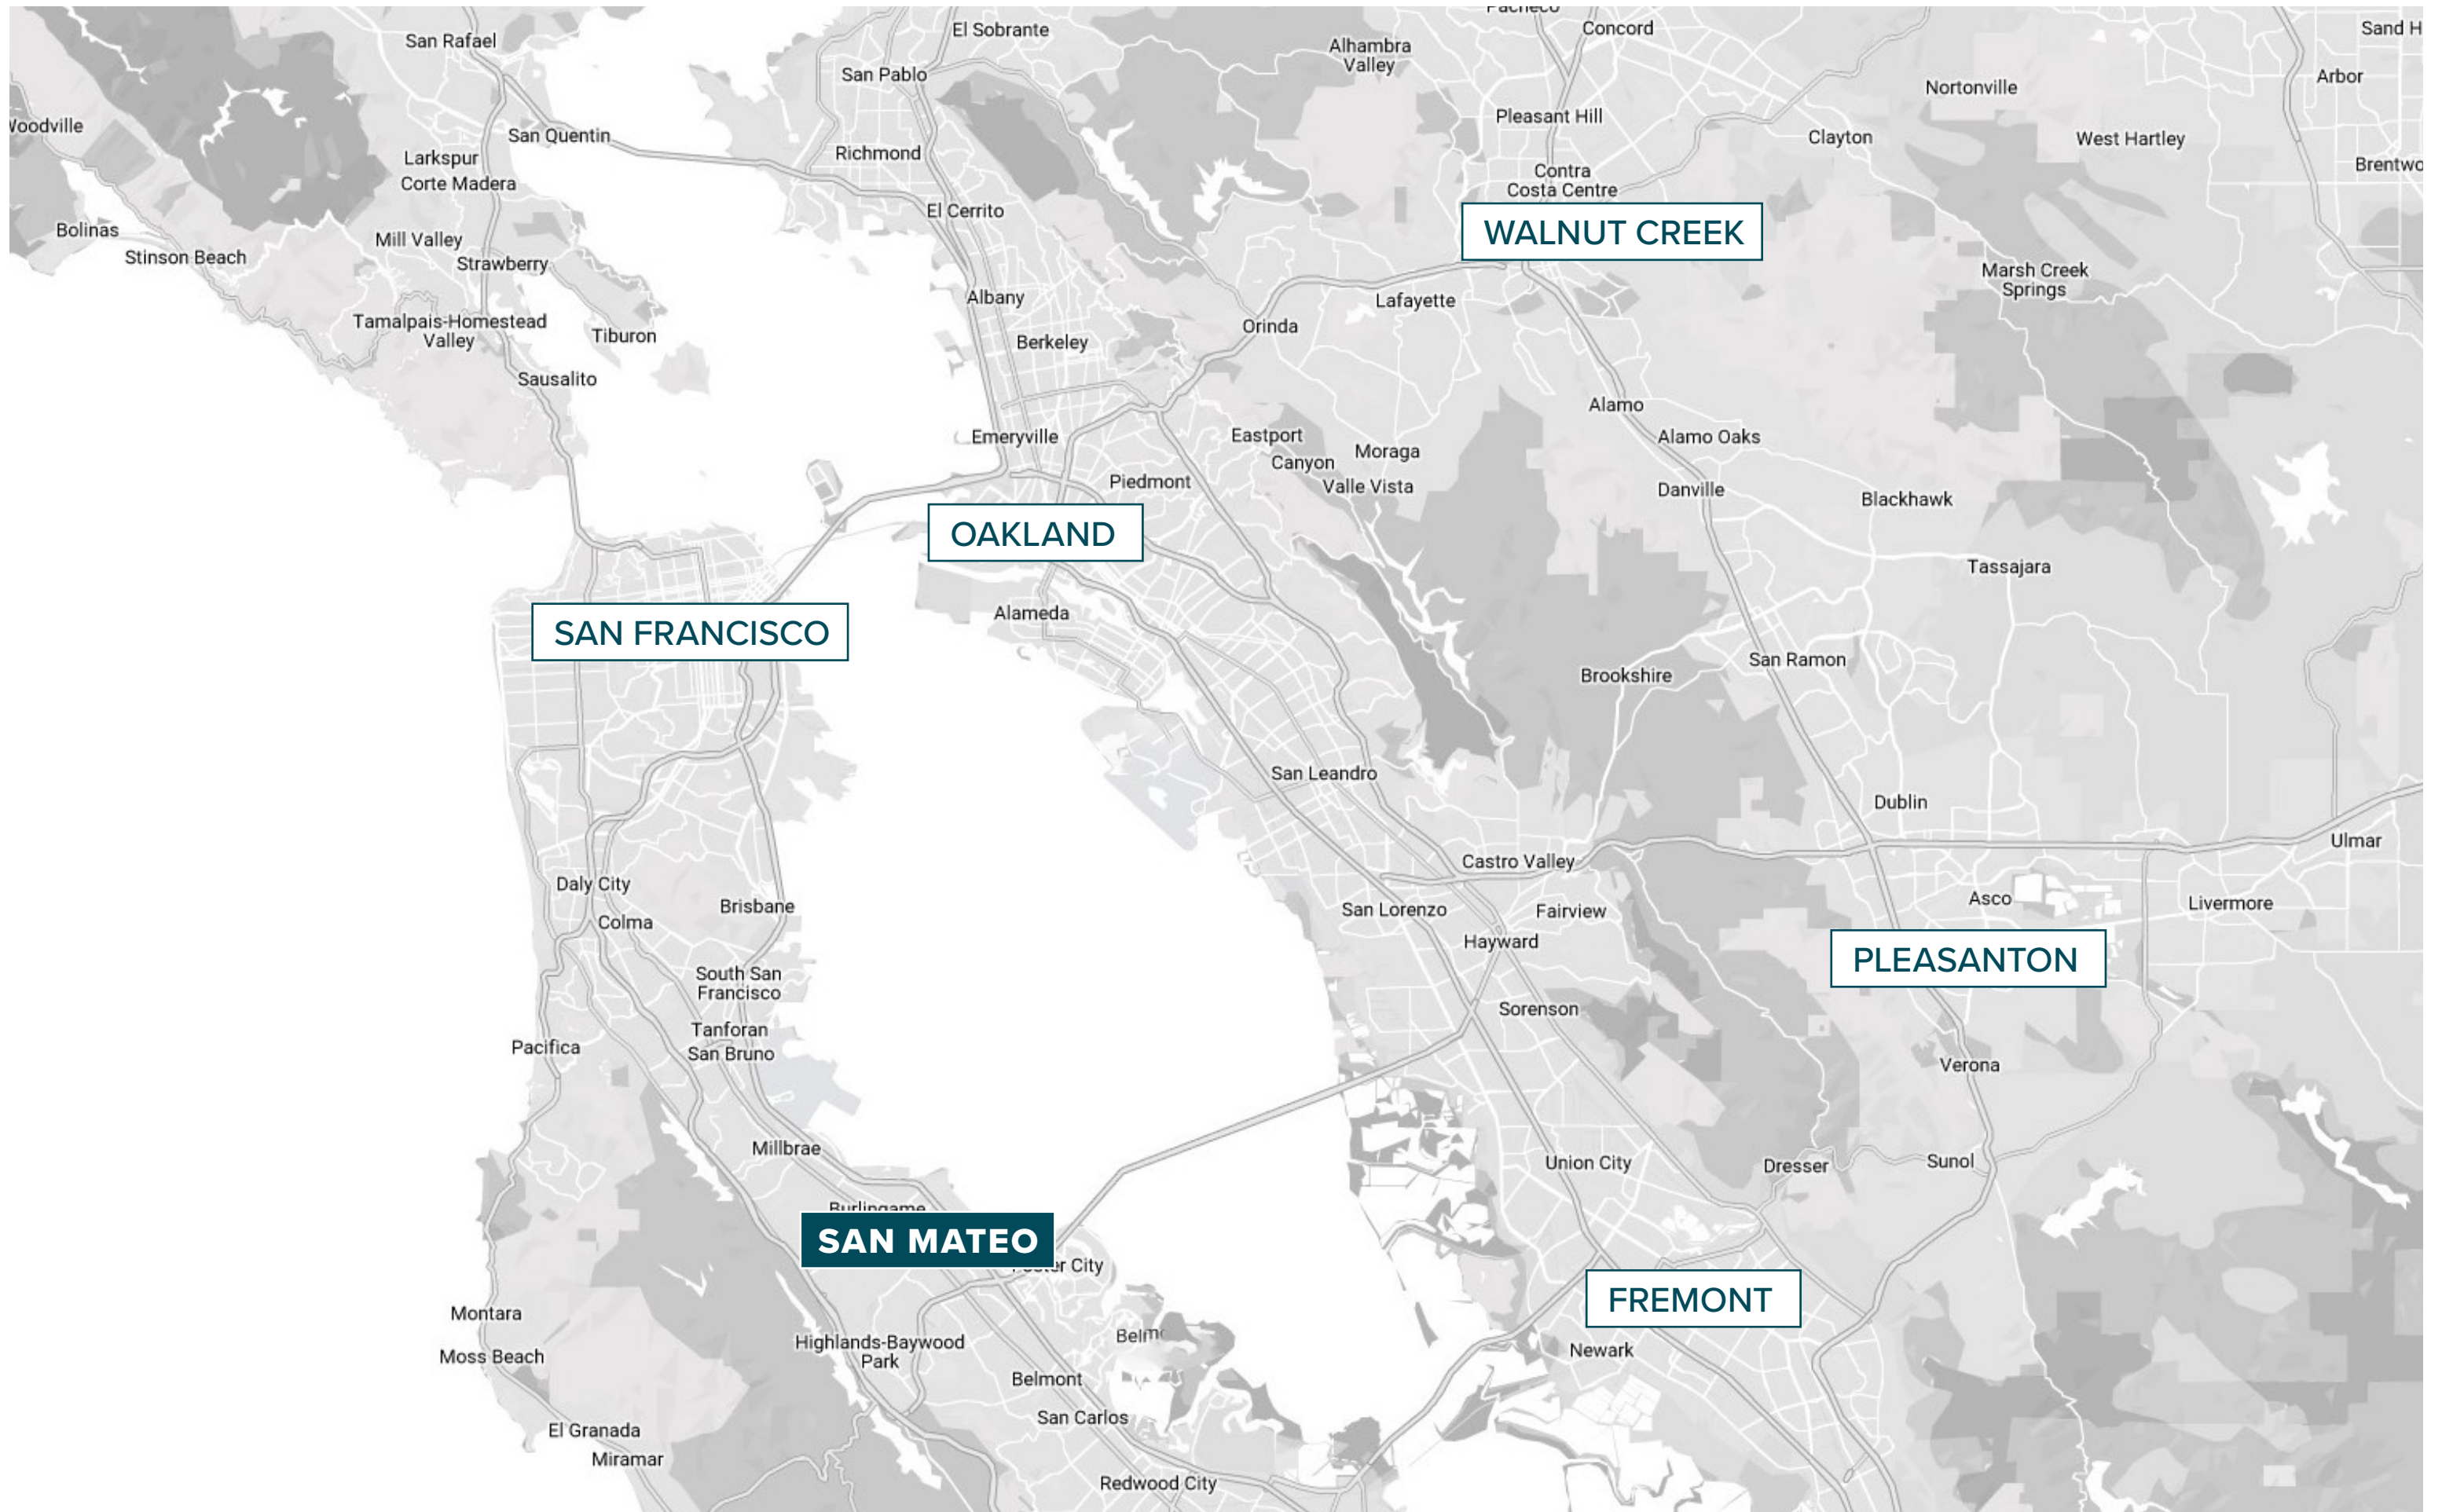 Pacheco
San Rafael
El Sobrante
Concord
Sand H
Alhambra
Valley
San Pablo
Arbor
Nortonville
Pleasant Hill
Woodville
San Quentin
Clayton
West Hartley
Richmond
Larkspur
Brentwo
Contra
Costa Centre
Corte Madera
El Cerrito
Bolinas
WALNUT CREEK
Mill Valley
Stinson Beach
Strawberry
Marsh Creek
Springs
Albany
Lafayette
Tamalpais-Homestead
Valley
Orinda
Tiburon
Berkeley
Sausalito
Alamo
Emeryville
Eastport
Alamo Oaks
Moraga
Canyon
Piedmont
Valle Vista
Danville
Blackhawk
OAKLAND
Tassajara
Alameda
SAN FRANCISCO
San Ramon
Brookshire
San Leandro
Dublin
Ulmar
Castro Valley
Daly City
Asco
Livermore
Brisbane
San Lorenzo
Fairview
Colma
Hayward
PLEASANTON
South San
Francisco
Sorenson
Tanforan
Pacifica
San Bruno
Verona
Millbrae
Union City
Dresser
Sunol
Burlingame
SAN MATEO
Foster City
FREMONT
Montara
Belmo
Highlands-Baywood
Park
Newark
Moss Beach
Belmont
San Carlos
El Granada
Miramar
Redwood City